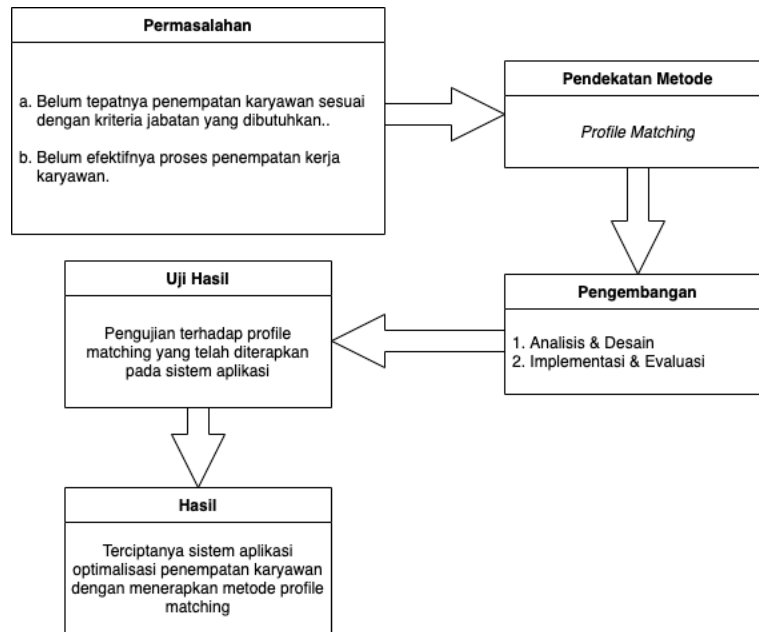 Permasalahan
a. Belum tepatnya penempatan karyawan sesuai
dengan kriteria jabatan yang dibutuhkan..
b. Belum efektifnya proses penempatan kerja
karyawan.
Pendekatan Metode
Profile Matching
Pengembangan
1. Analisis & Desain
2. Implementasi & Evaluasi
Uji Hasil
Pengujian terhadap profile
matching yang telah diterapkan
pada sistem aplikasi
Hasil
Terciptanya sistem aplikasi
optimalisasi penempatan karyawan
dengan menerapkan metode profile
matching